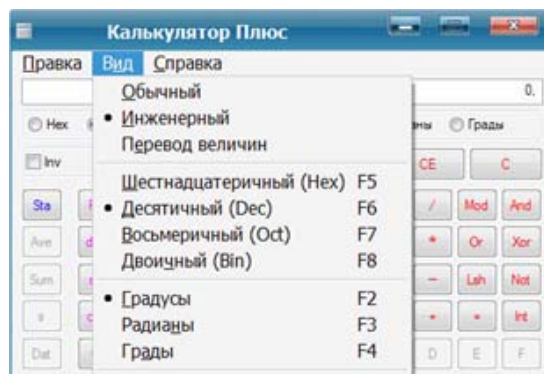 Калькулятор Плюс
Правка Вид Справка
Обычный
0.
Hex • Инженерный Грады
Inv Перевод величин CE C
Шестнадцатеричный (Hex) F5
Sta • Десятичный (Dec) F6 / Mod And
Ave Восьмеричный (Oct) F7 * Or Xor
Двоичный (Bin) F8
Sum - Lsh Not
• Градусы F2
s Int
Радианы F3
Dat Грады F4 D E F